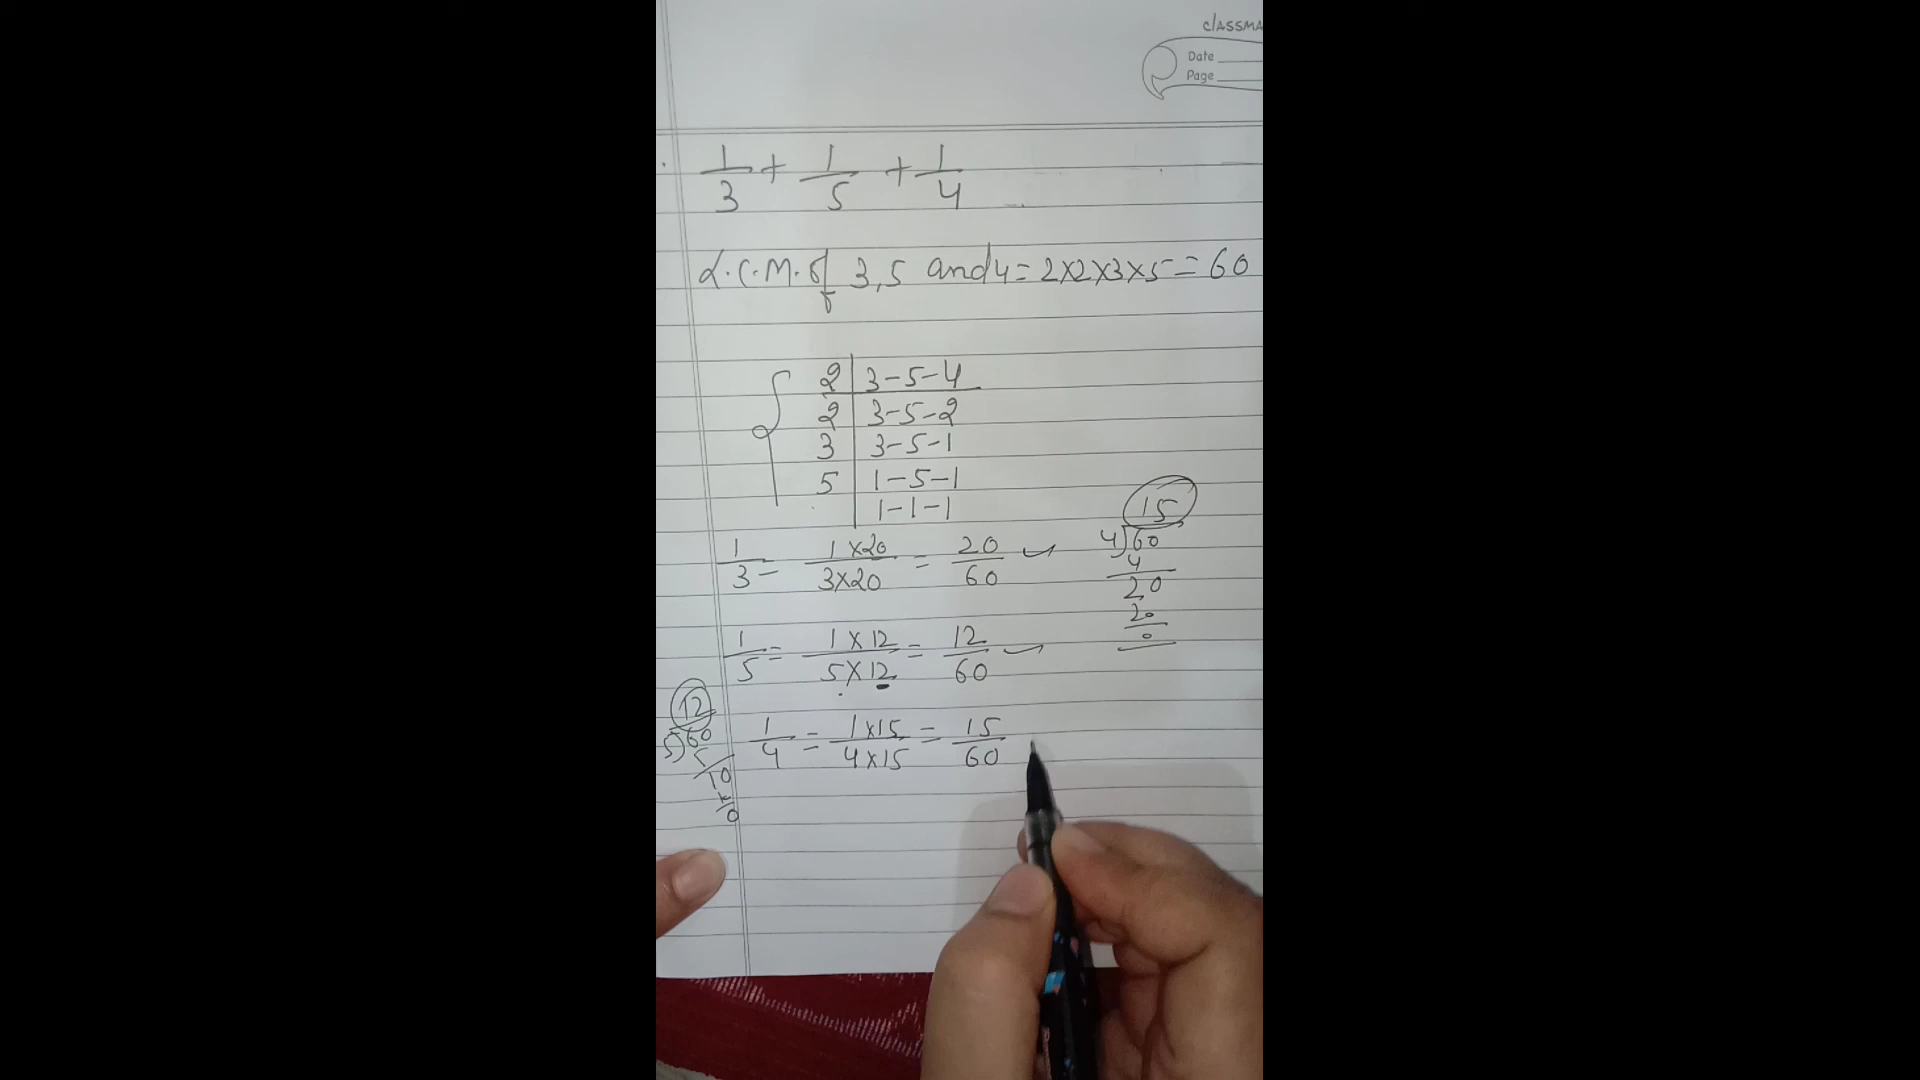 classma
Date
Page
1/3 + 1/5 + 1/4
L.C.M. of 3,5 and 4 = 2x2x3x5 = 60
2 | 3-5-4
2 | 3-5-2
3 | 3-5-1
5 | 1-5-1
1-1-1
1/3 = 1x20/3x20 = 20/60
15
4)60
4
20
20
0
1/5 = 1x12/5x12 = 12/60
1/4 = 1x15/4x15 = 15/60
12
5)60
5
10
0